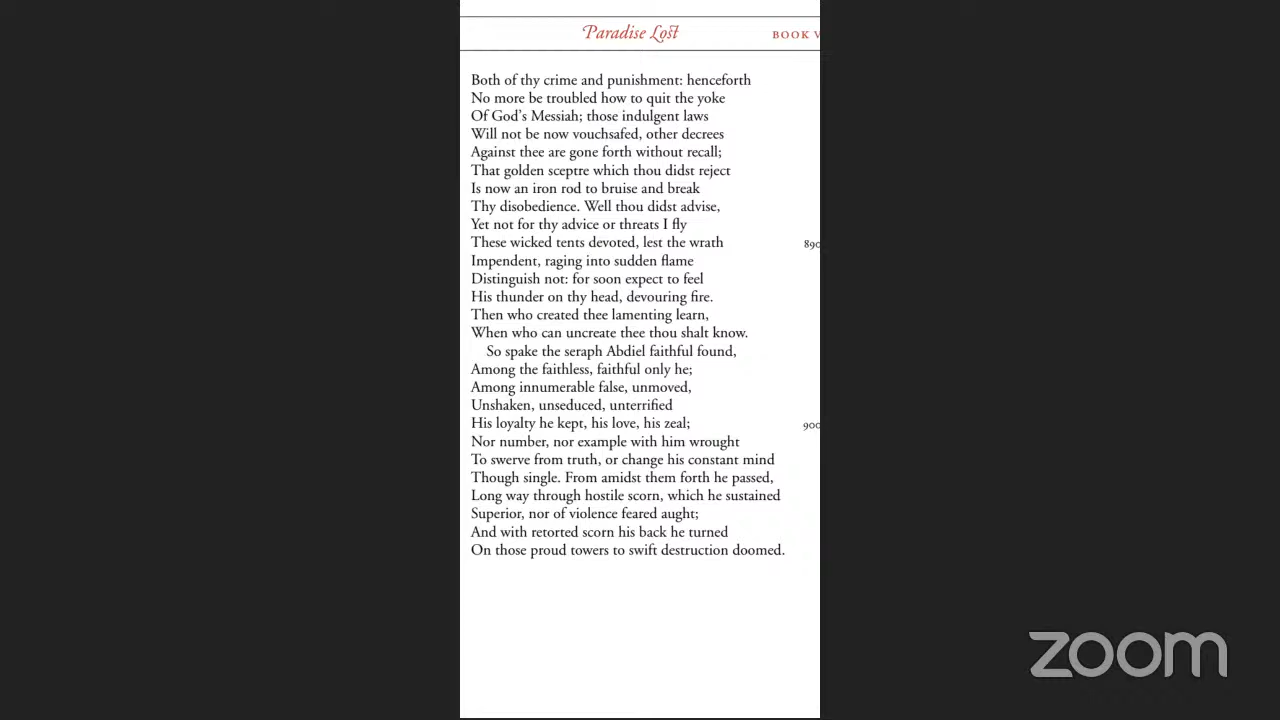 Paradise Lost BOOK V
Both of thy crime and punishment: henceforth
No more be troubled how to quit the yoke
Of God's Messiah; those indulgent laws
Will not be now vouchsafed, other decrees
Against thee are gone forth without recall;
That golden sceptre which thou didst reject
Is now an iron rod to bruise and break
Thy disobedience. Well thou didst advise,
Yet not for thy advice or threats I fly
These wicked tents devoted, lest the wrath 890
Impendent, raging into sudden flame
Distinguish not: for soon expect to feel
His thunder on thy head, devouring fire.
Then who created thee lamenting learn,
When who can uncreate thee thou shalt know.
So spake the seraph Abdiel faithful found,
Among the faithless, faithful only he;
Among innumerable false, unmoved,
Unshaken, unseduced, unterrified
His loyalty he kept, his love, his zeal; 900
Nor number, nor example with him wrought
To swerve from truth, or change his constant mind
Though single. From amidst them forth he passed,
Long way through hostile scorn, which he sustained
Superior, nor of violence feared aught;
And with retorted scorn his back he turned
On those proud towers to swift destruction doomed.
zoom